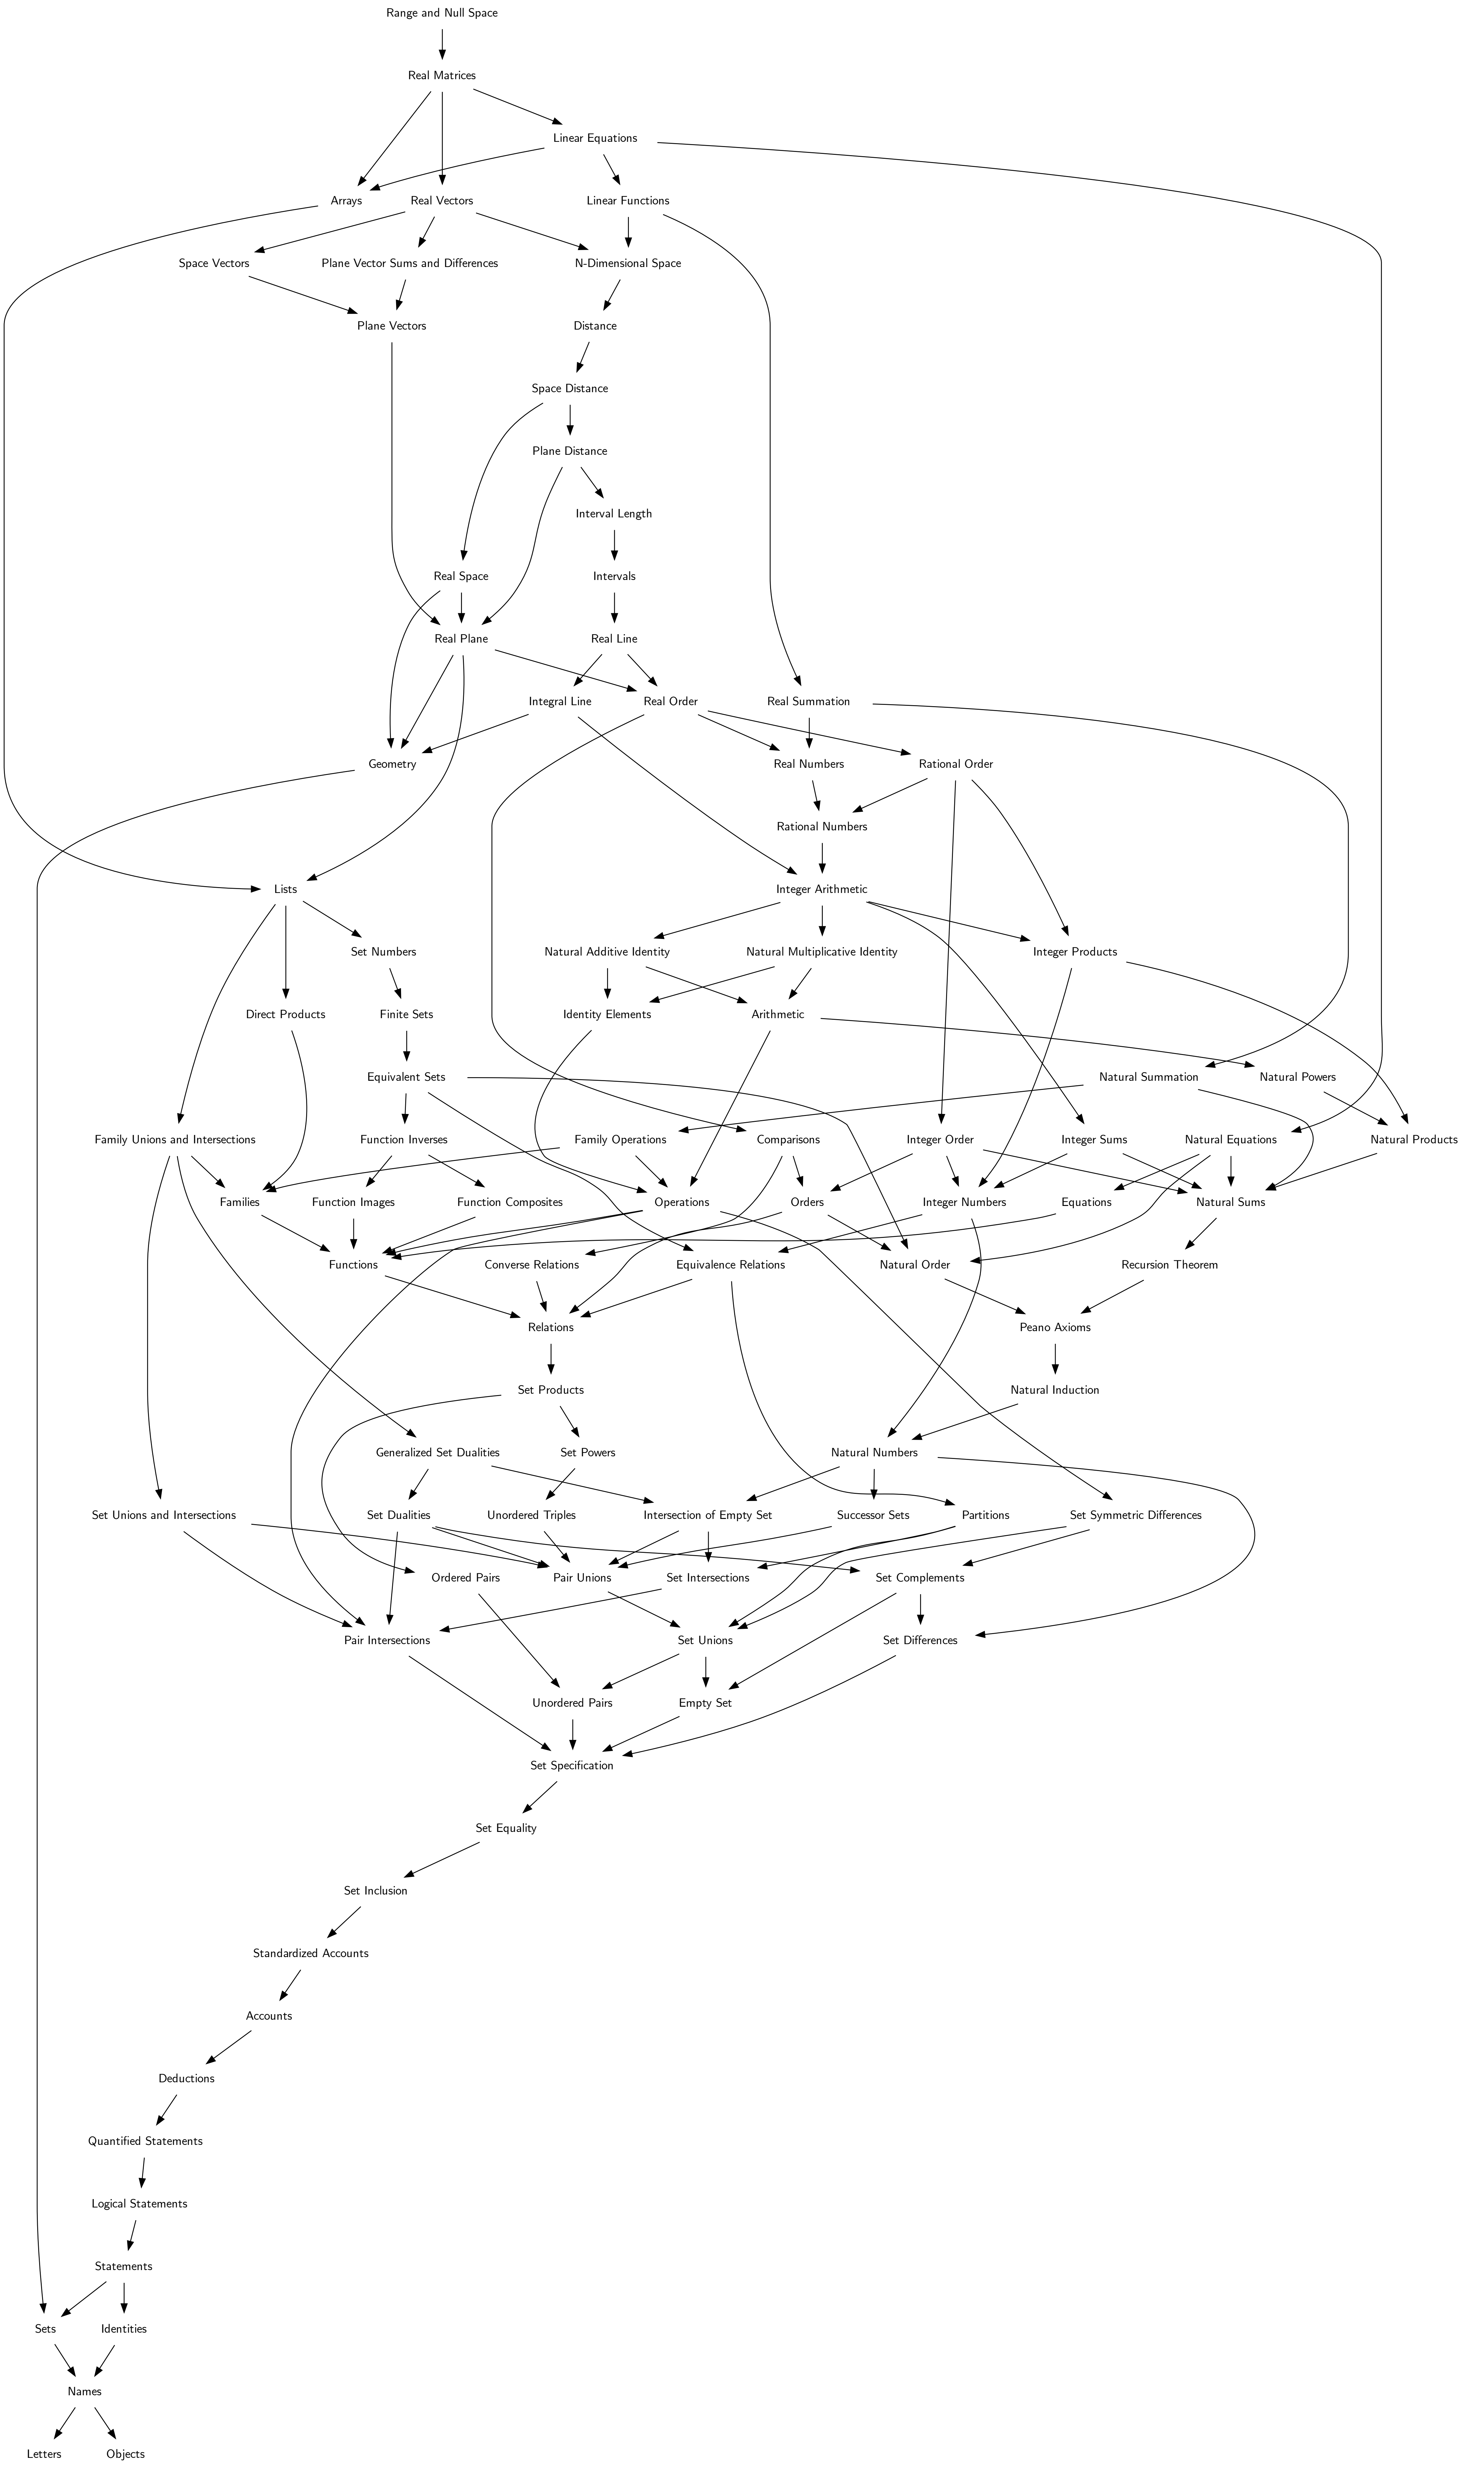 Range and Null Space
Real Matrices
Linear Equations
Arrays
Real Vectors
Linear Functions
Space Vectors
Plane Vector Sums and Differences
N-Dimensional Space
Plane Vectors
Distance
Space Distance
Plane Distance
Interval Length
Real Space
Intervals
Real Plane
Real Line
Integral Line
Real Order
Real Summation
Geometry
Real Numbers
Rational Order
Rational Numbers
Lists
Integer Arithmetic
Set Numbers
Natural Additive Identity
Natural Multiplicative Identity
Integer Products
Direct Products
Finite Sets
Identity Elements
Arithmetic
Equivalent Sets
Natural Summation
Natural Powers
Family Unions and Intersections
Function Inverses
Family Operations
Comparisons
Integer Order
Integer Sums
Natural Equations
Natural Products
Families
Function Images
Function Composites
Operations
Orders
Integer Numbers
Equations
Natural Sums
Functions
Converse Relations
Equivalence Relations
Natural Order
Recursion Theorem
Relations
Peano Axioms
Set Products
Natural Induction
Generalized Set Dualities
Set Powers
Natural Numbers
Set Unions and Intersections
Set Dualities
Unordered Triples
Intersection of Empty Set
Successor Sets
Partitions
Set Symmetric Differences
Ordered Pairs
Pair Unions
Set Intersections
Set Complements
Pair Intersections
Set Unions
Set Differences
Unordered Pairs
Empty Set
Set Specification
Set Equality
Set Inclusion
Standardized Accounts
Accounts
Deductions
Quantified Statements
Logical Statements
Statements
Sets
Identities
Names
Letters
Objects